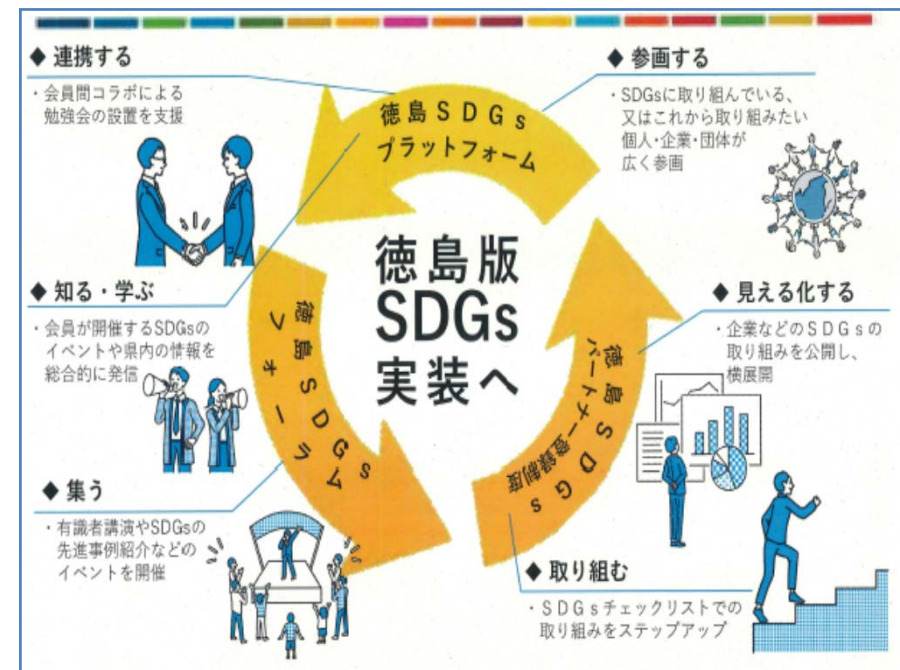 ◆ 連携する
・会員間コラボによる
勉強会の設置を支援
◆ 参画する
・SDGsに取り組んでいる、
又はこれから取り組みたい
個人・企業・団体が
広く参画
徳島SDGs
プラットフォーム
徳島版
SDGs
実装へ
◆ 知る・学ぶ
・会員が開催するSDGsの
イベントや県内の情報を
総合的に発信
◆ 見える化する
・企業などのSDGsの
取り組みを公開し、
横展開
徳島SDGs
フォーラム
徳島SDGs
パートナー登録制度
◆ 集う
・有識者講演やSDGsの
先進事例紹介などの
イベントを開催
◆ 取り組む
・SDGsチェックリストでの
取り組みをステップアップ